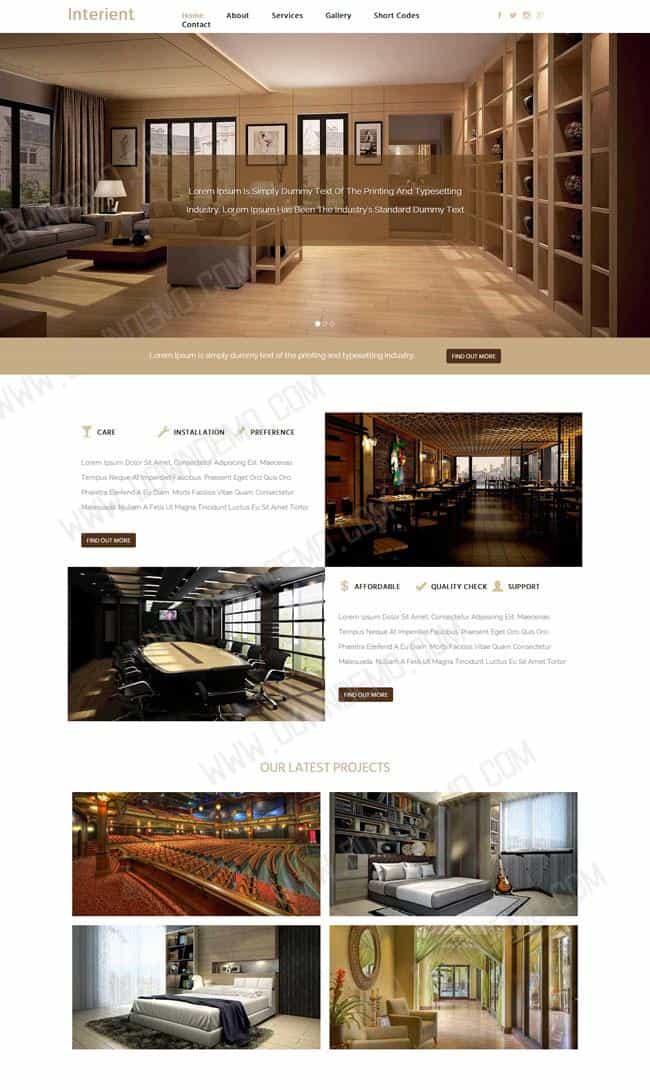 Interient
Home About Services Gallery Short Codes
Contact
Lorem Ipsum Is Simply Dummy Text Of The Printing And Typesetting
Industry. Lorem Ipsum Has Been The Industry's Standard Dummy Text
Lorem Ipsum is simply dummy text of the printing and typesetting industry.
FIND OUT MORE
CARE INSTALLATION PREFERENCE
Lorem Ipsum Dolor Sit Amet, Consectetur Adipiscing Elit. Maecenas
Tempus Neque At Imperdiet Faucibus. Praesent Eget Orci Quis Orci
Pharetra Eleifend A Eu Diam. Morbi Facilisis Vitae Quam Consectetur
Malesuada. Nullam A Felis Ut Magna Tincidunt Luctus Eu Sit Amet Tortor
FIND OUT MORE
AFFORDABLE QUALITY CHECK SUPPORT
Lorem Ipsum Dolor Sit Amet, Consectetur Adipiscing Elit. Maecenas
Tempus Neque At Imperdiet Faucibus. Praesent Eget Orci Quis Orci
Pharetra Eleifend A Eu Diam. Morbi Facilisis Vitae Quam Consectetur
Malesuada. Nullam A Felis Ut Magna Tincidunt Luctus Eu Sit Amet Tortor
FIND OUT MORE
OUR LATEST PROJECTS